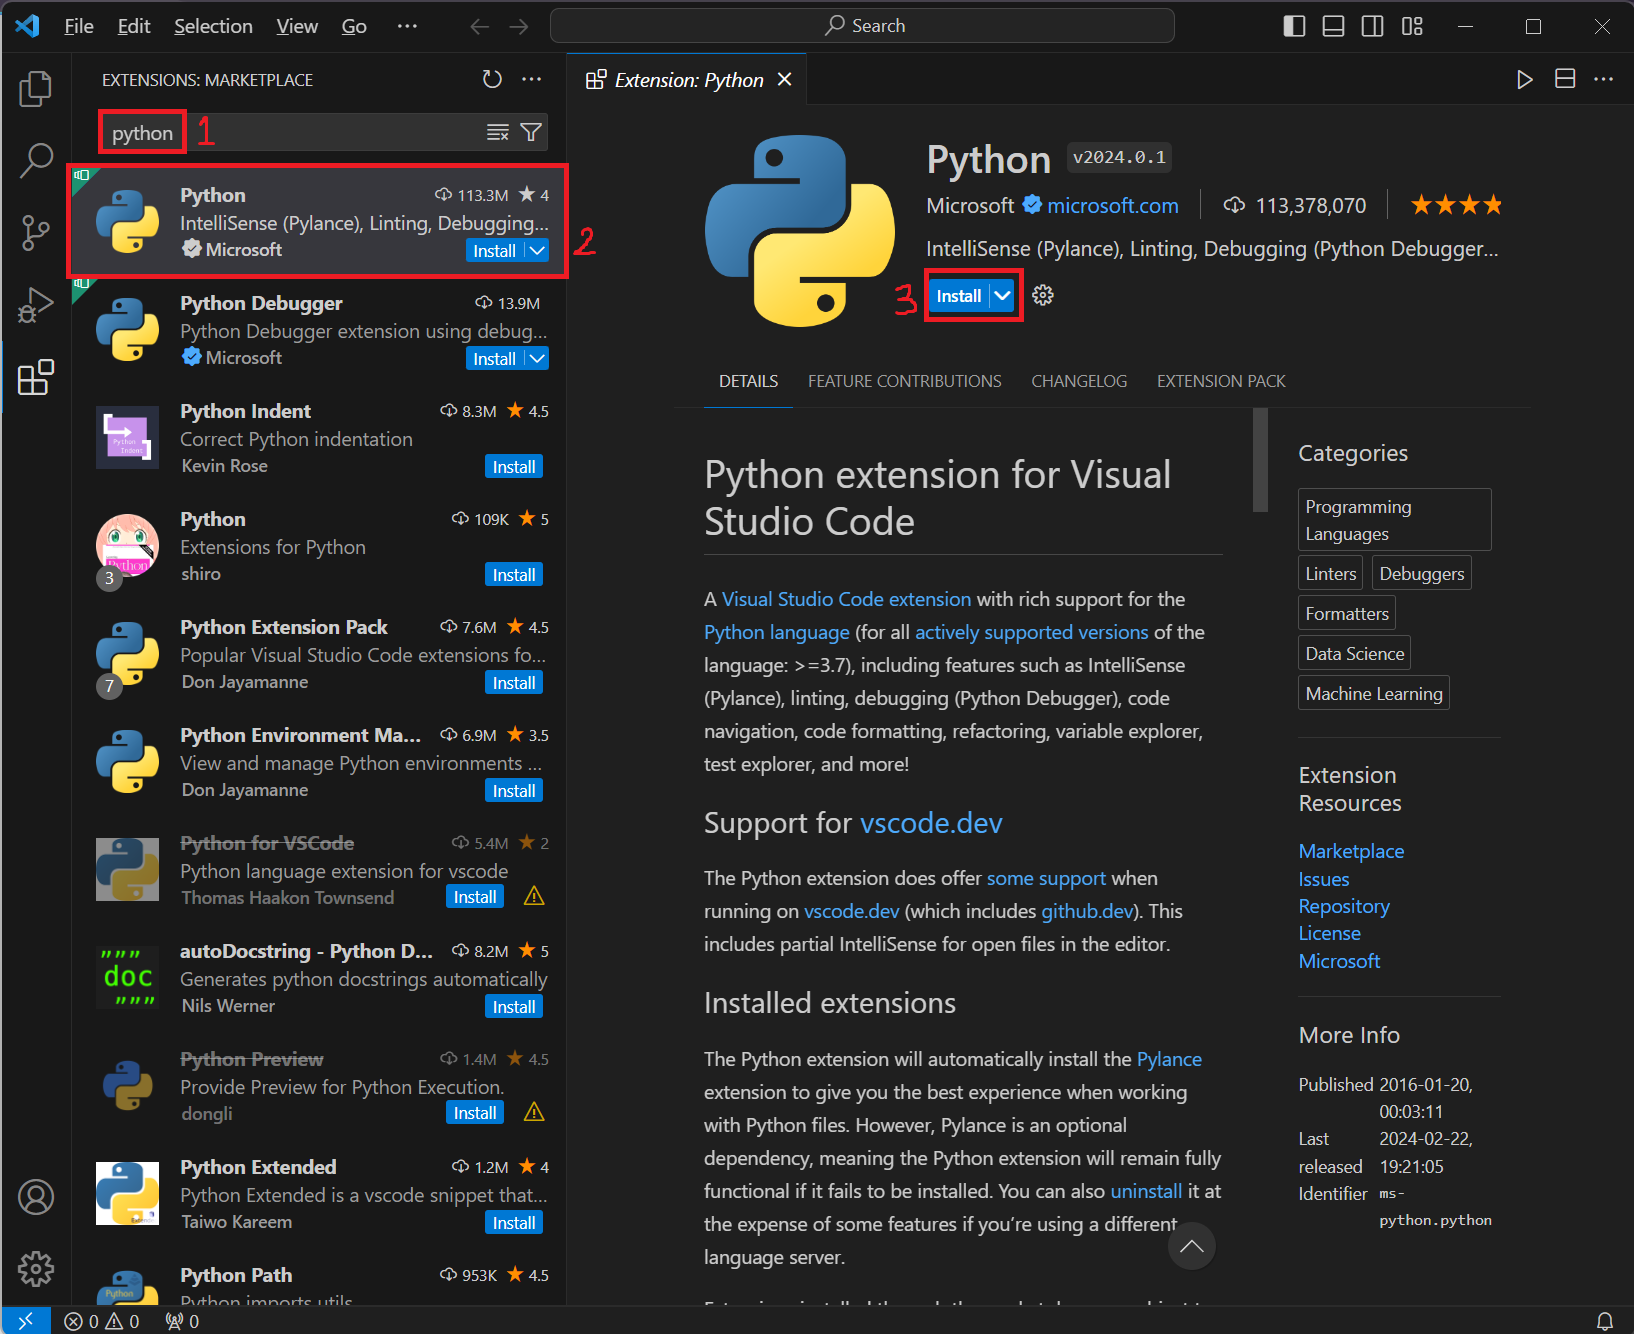 File Edit Selection View Go ··· Search
EXTENSIONS: MARKETPLACE
python 1
Python 113.3M ★ 4
IntelliSense (Pylance), Linting, Debugging...
Microsoft Install
2
Python Debugger 13.9M
Python Debugger extension using debug...
Microsoft Install
Python Indent 8.3M ★ 4.5
Correct Python indentation
Kevin Rose Install
Python
Indent
Python 109K ★ 5
Extensions for Python
shiro Install
Python
3
Python Extension Pack 7.6M ★ 4.5
Popular Visual Studio Code extensions fo...
Don Jayamanne Install
7
Python Environment Ma... 6.9M ★ 3.5
View and manage Python environments ...
Don Jayamanne Install
Python for VSCode 5.4M ★ 2
Python language extension for vscode
Thomas Haakon Townsend Install
autoDocstring - Python D... 8.2M ★ 5
Generates python docstrings automatically
Nils Werner Install
"""
doc
"""
Python Preview 1.4M ★ 4.5
Provide Preview for Python Execution.
dongli Install
Python Extended 1.2M ★ 4
Python Extended is a vscode snippet that...
Taiwo Kareem Install
Python Path 953K ★ 4.5
Python imports utils
Python
0 0 0
Extension: Python
Python v2024.0.1
Microsoft microsoft.com 113,378,070 ★★★★
IntelliSense (Pylance), Linting, Debugging (Python Debugger...
3 Install
DETAILS FEATURE CONTRIBUTIONS CHANGELOG EXTENSION PACK
Python extension for Visual
Studio Code
A Visual Studio Code extension with rich support for the
Python language (for all actively supported versions of the
language: >=3.7), including features such as IntelliSense
(Pylance), linting, debugging (Python Debugger), code
navigation, code formatting, refactoring, variable explorer,
test explorer, and more!
Support for vscode.dev
The Python extension does offer some support when
running on vscode.dev (which includes github.dev). This
includes partial IntelliSense for open files in the editor.
Installed extensions
The Python extension will automatically install the Pylance
extension to give you the best experience when working
with Python files. However, Pylance is an optional
dependency, meaning the Python extension will remain fully
functional if it fails to be installed. You can also uninstall it at
the expense of some features if you’re using a different
language server.
Categories
Programming
Languages
Linters Debuggers
Formatters
Data Science
Machine Learning
Extension
Resources
Marketplace
Issues
Repository
License
Microsoft
More Info
Published 2016-01-20,
00:03:11
Last 2024-02-22,
released 19:21:05
Identifier ms-
python.python